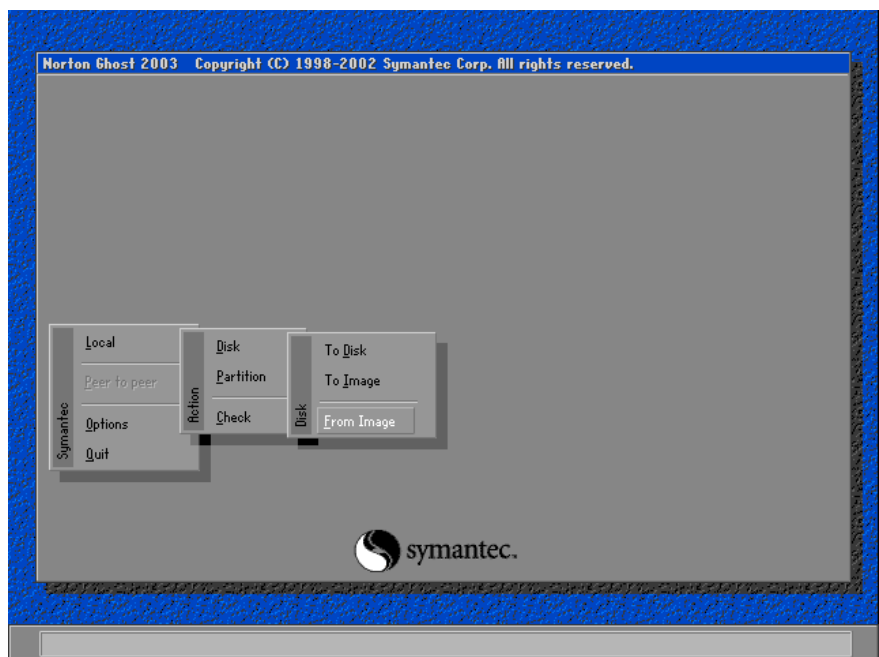 Norton Ghost 2003 Copyright (C) 1998-2002 Symantec Corp. All rights reserved.
Symantec
Local
Peer to peer
Options
Quit
Action
Disk
Partition
Check
Disk
To Disk
To Image
From Image
symantec.